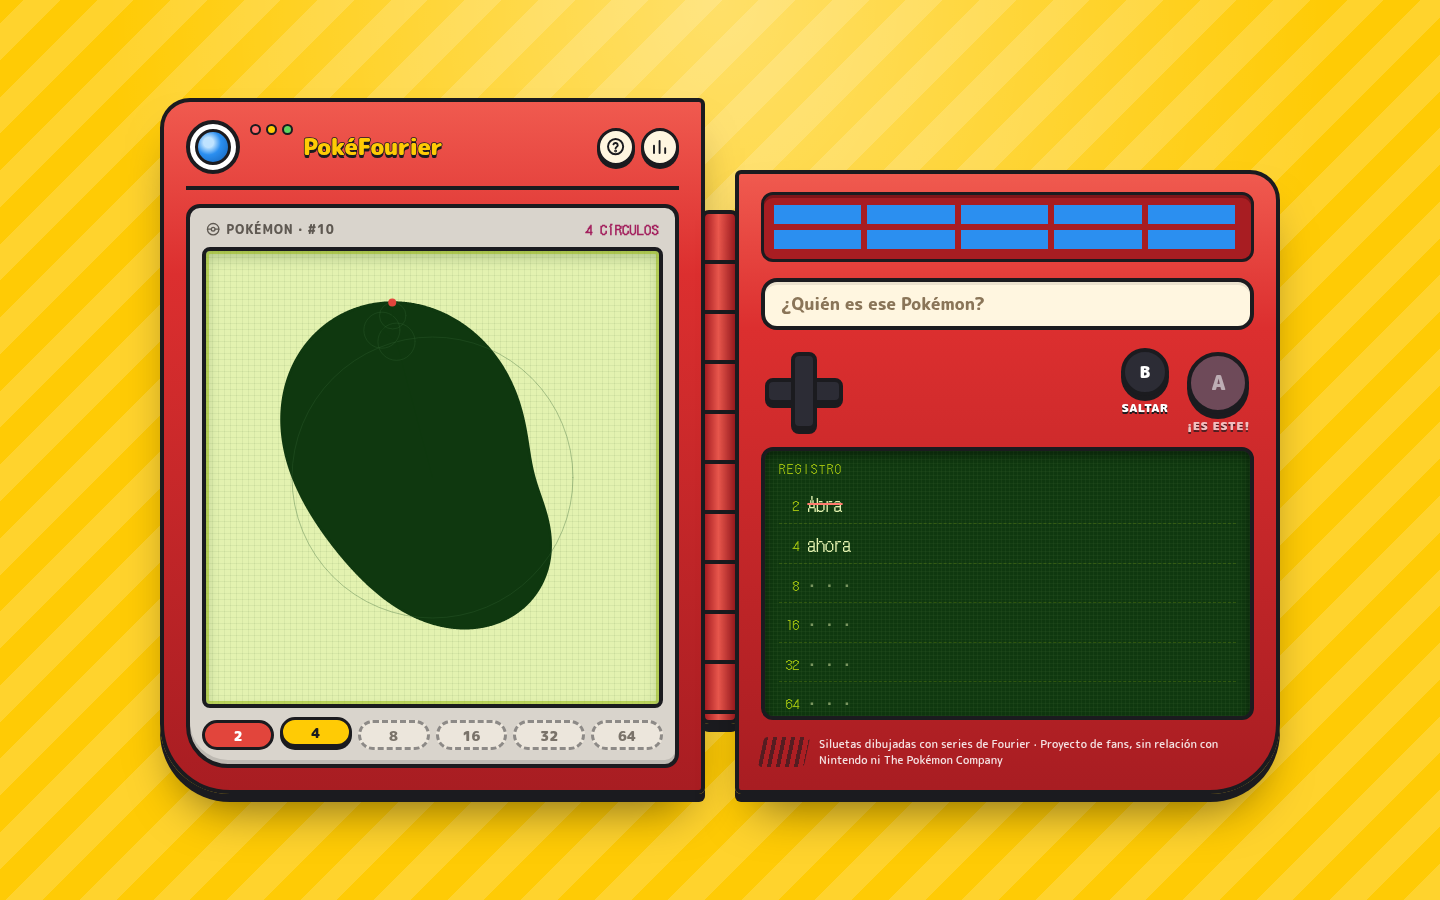 PokéFourier
POKÉMON · #10
4 CÍRCULOS
2 4 8 16 32 64
¿Quién es ese Pokémon?
B
SALTAR
A
¡ES ESTE!
REGISTRO
2 Abra
4 ahora
8 · · ·
16 · · ·
32 · · ·
64 · · ·
Siluetas dibujadas con series de Fourier · Proyecto de fans, sin relación con
Nintendo ni The Pokémon Company